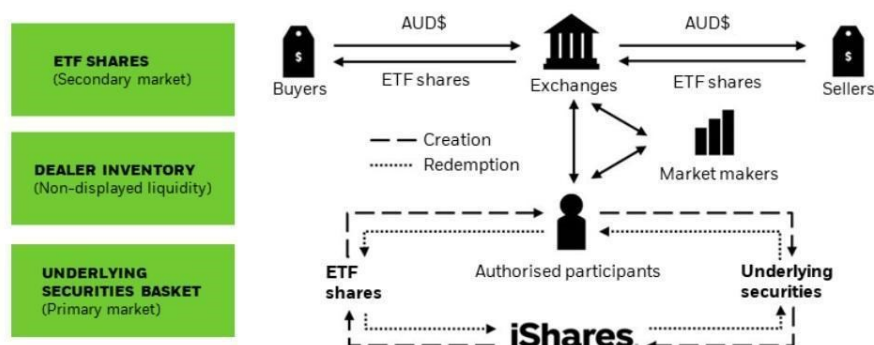 ETF SHARES
(Secondary market)
DEALER INVENTORY
(Non-displayed liquidity)
UNDERLYING
SECURITIES BASKET
(Primary market)
AUD$
AUD$
$
$
ETF shares
ETF shares
Buyers
Exchanges
Sellers
Creation
Redemption
Market makers
Authorised participants
ETF
shares
Underlying
securities
iShares